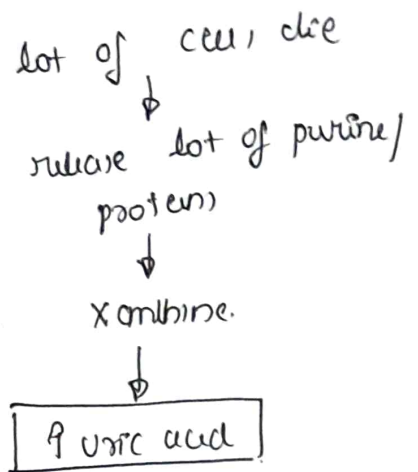 lot of cells die
↓
release lot of purine/
proteins
↓
Xanthine.
↓
↑ uric acid